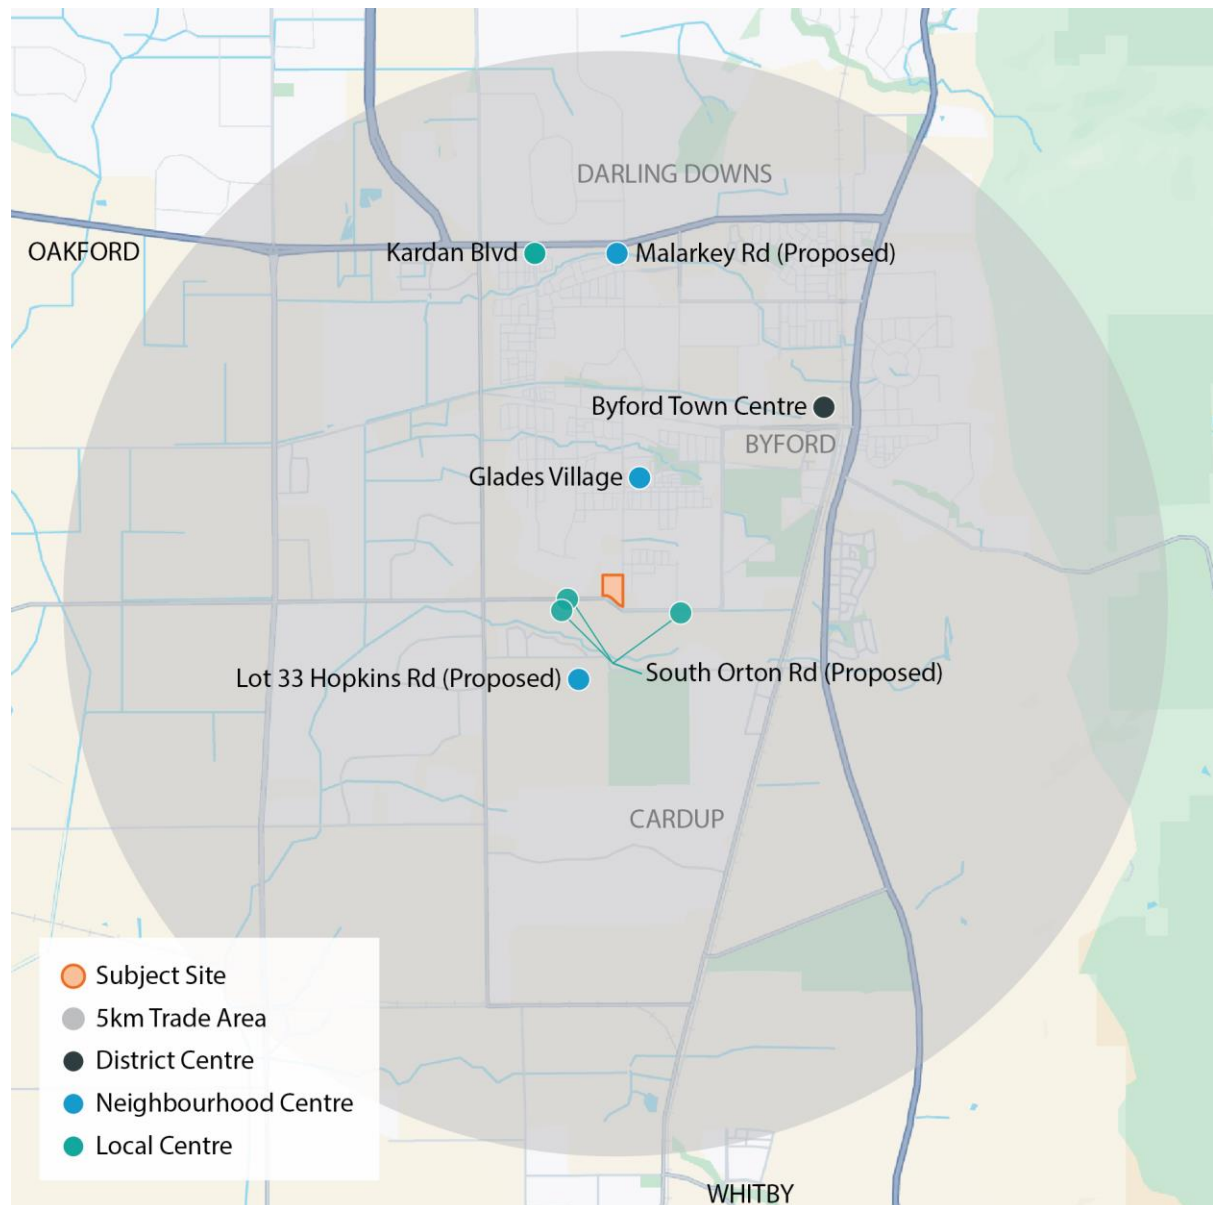 DARLING DOWNS
OAKFORD
Kardan Blvd
Malarkey Rd (Proposed)
Byford Town Centre
BYFORD
Glades Village
Lot 33 Hopkins Rd (Proposed)
South Orton Rd (Proposed)
CARDUP
Subject Site
5km Trade Area
District Centre
Neighbourhood Centre
Local Centre
WHITBY